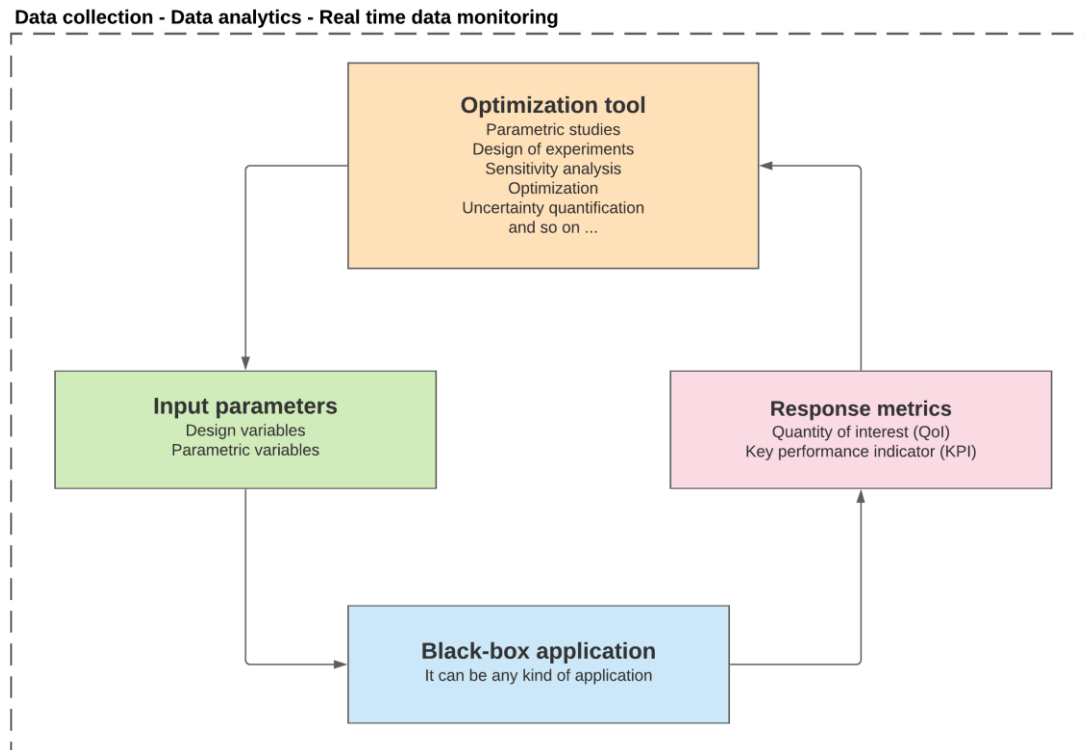 Data collection - Data analytics - Real time data monitoring
Optimization tool
Parametric studies
Design of experiments
Sensitivity analysis
Optimization
Uncertainty quantification
and so on ...
Input parameters
Design variables
Parametric variables
Response metrics
Quantity of interest (QoI)
Key performance indicator (KPI)
Black-box application
It can be any kind of application